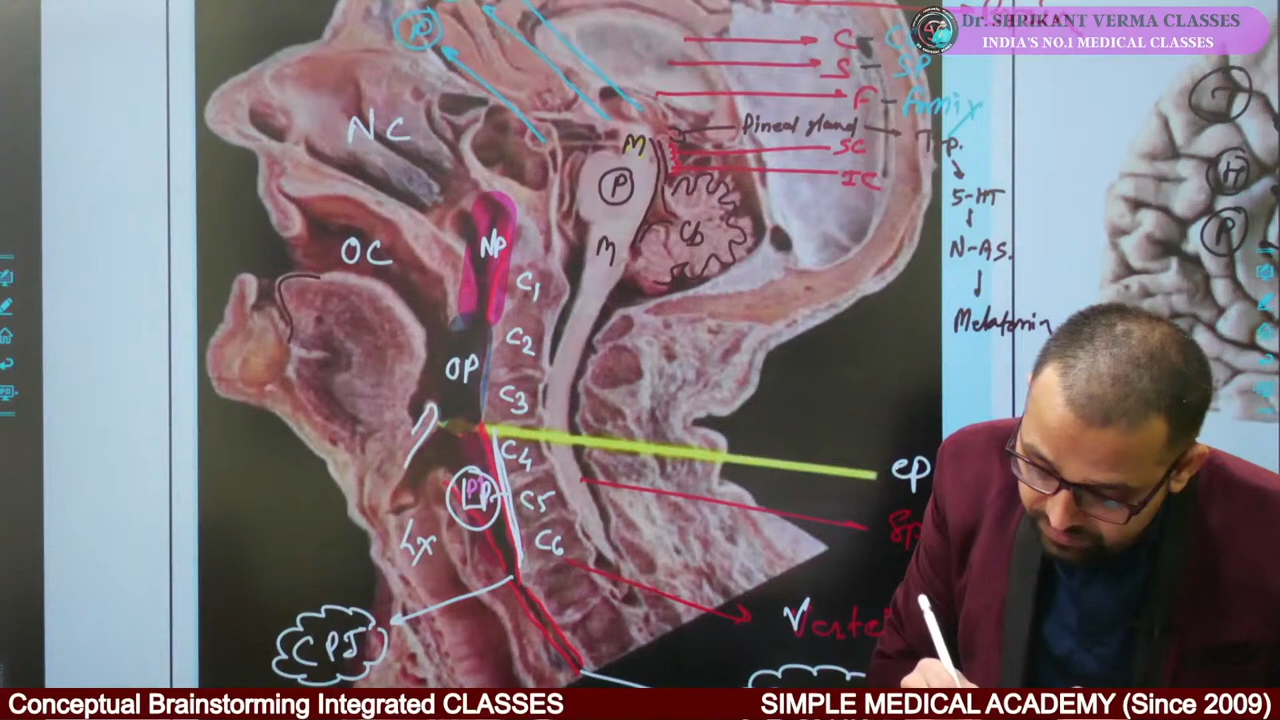 Dr. SHRIKANT VERMA CLASSES
INDIA'S NO.1 MEDICAL CLASSES
P
C
S - SP
F - Fornix
Pineal gland
Trp.
SC
IC
5-HT
N-AS.
Melatonin
T
H
P
NC
M
P
M
Cb
OC
NP
C1
C2
OP
C3
C4
ep
LP
C5
Lx
C6
CPJ
Conceptual Brainstorming Integrated CLASSES
SIMPLE MEDICAL ACADEMY (Since 2009)